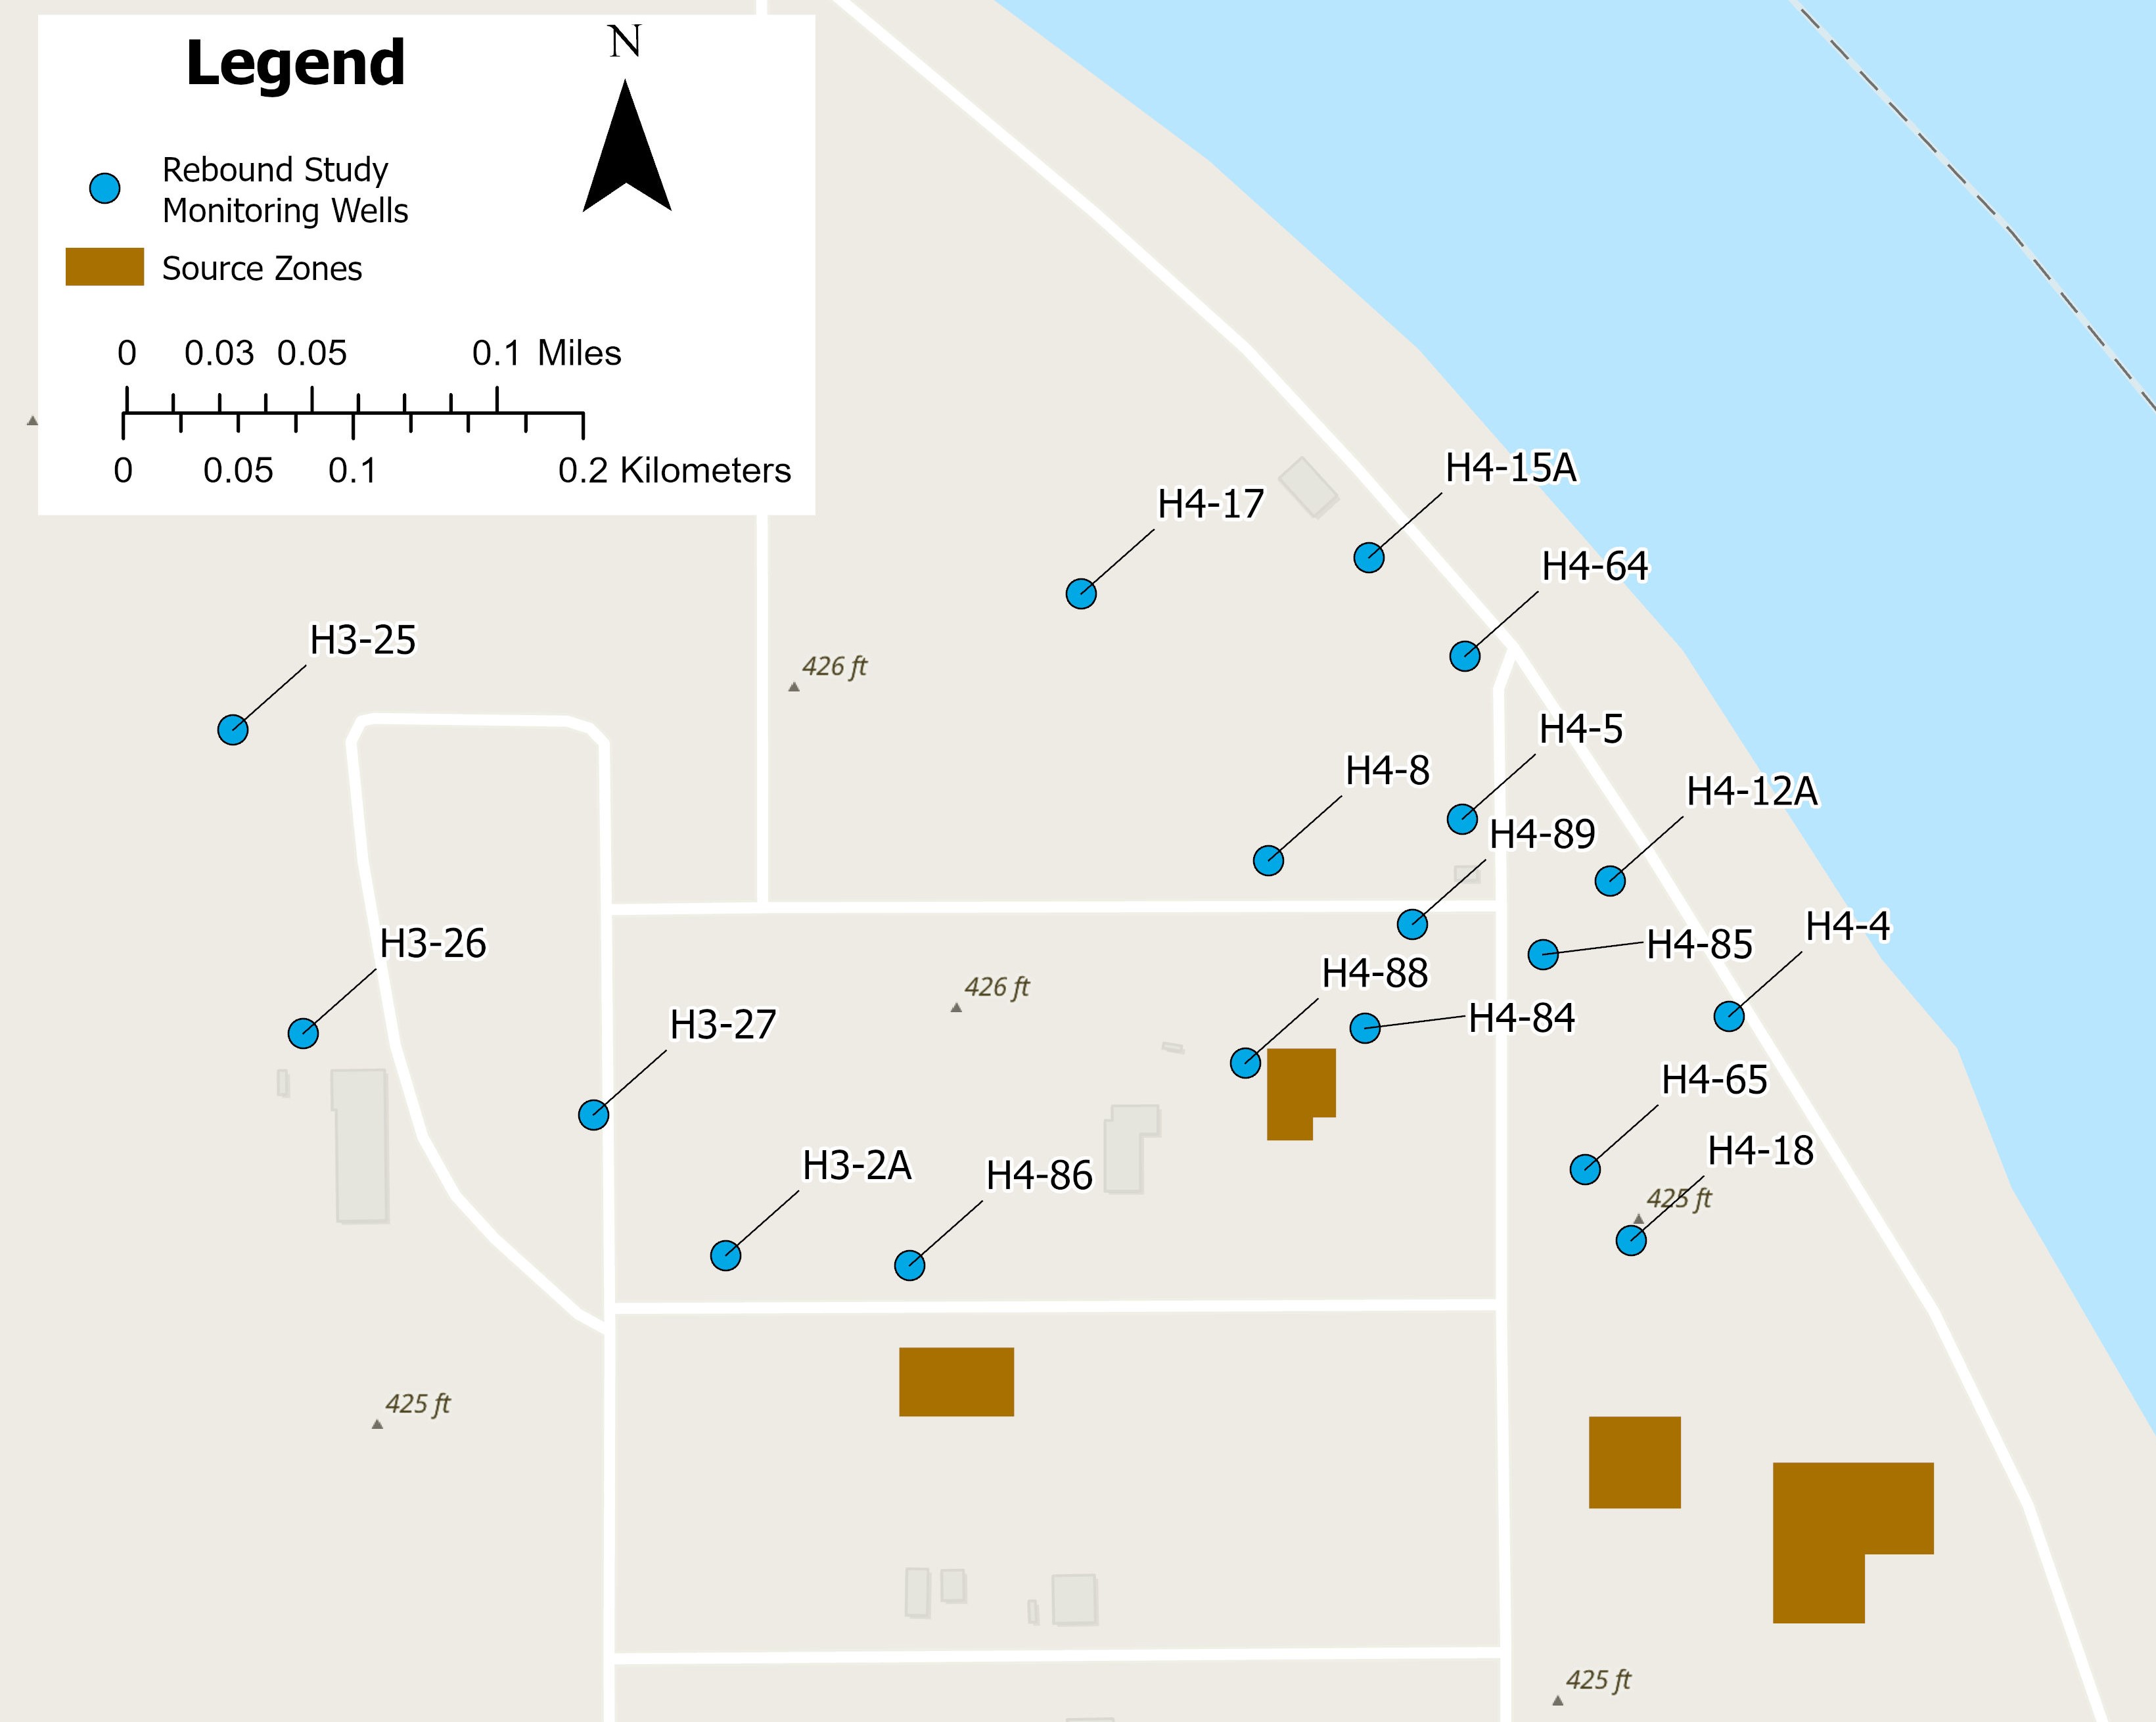 Legend
N
Rebound Study
Monitoring Wells
Source Zones
0 0.03 0.05 0.1 Miles
0 0.05 0.1 0.2 Kilometers
H4-15A
H4-17
H4-64
H3-25
426 ft
H4-5
H4-8
H4-12A
H4-89
H4-4
H3-26
H4-85
H4-88
426 ft
H4-84
H3-27
H4-65
H4-18
H3-2A
H4-86
425 ft
425 ft
425 ft